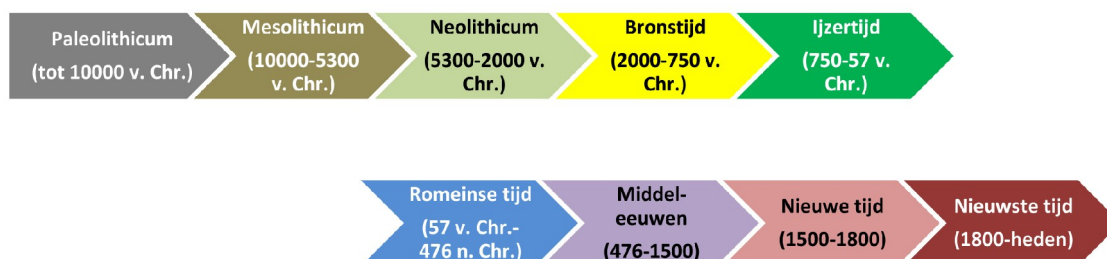 Paleolithicum
(tot 10000 v. Chr.)
Mesolithicum
(10000-5300
v. Chr.)
Neolithicum
(5300-2000 v.
Chr.)
Bronstijd
(2000-750 v.
Chr.)
Ijzertijd
(750-57 v.
Chr.)
Romeinse tijd
(57 v. Chr.-
476 n. Chr.)
Middel-
eeuwen
(476-1500)
Nieuwe tijd
(1500-1800)
Nieuwste tijd
(1800-heden)